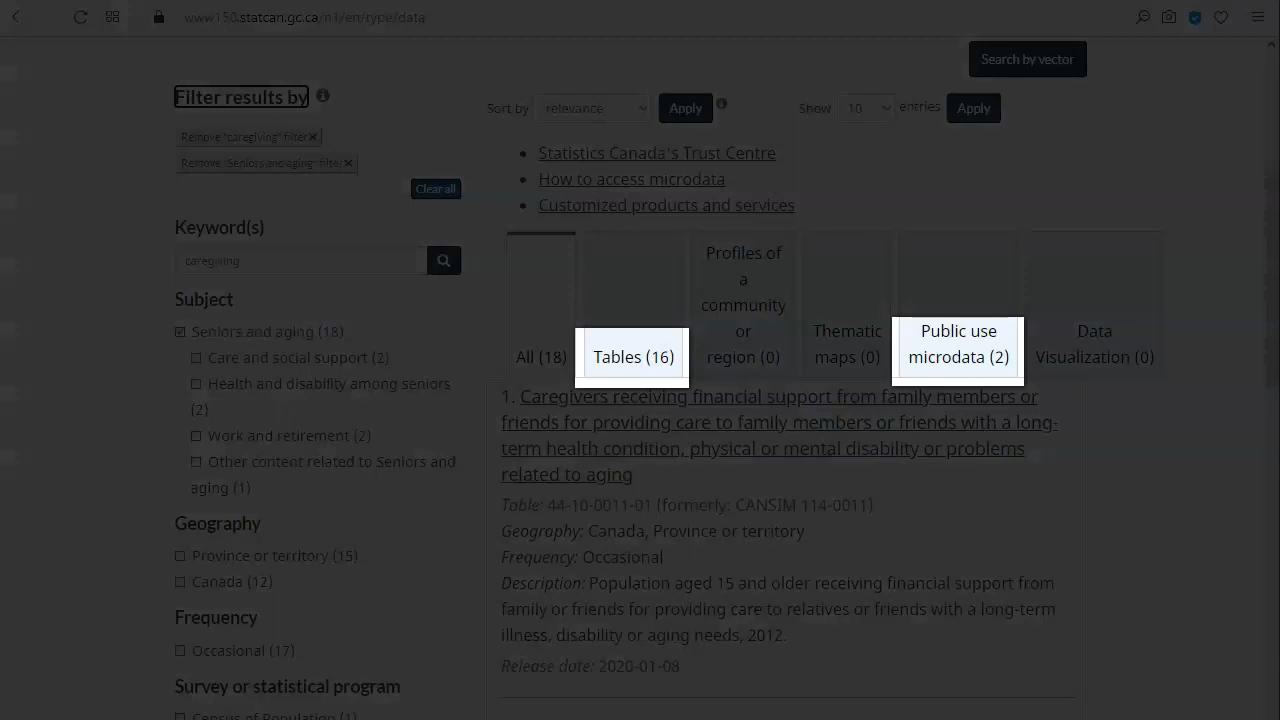 www150.statcan.gc.ca/n1/en/type/data
Search by vector
Filter results by
Sort by relevance Apply Show 10 entries Apply
Remove "caregiving" filter
Remove "Seniors and aging" filter
Clear all
Statistics Canada's Trust Centre
How to access microdata
Customized products and services
Keyword(s)
caregiving
Subject
Seniors and aging (18)
Care and social support (2)
Health and disability among seniors
(2)
Work and retirement (2)
Other content related to Seniors and
aging (1)
Geography
Province or territory (15)
Canada (12)
Frequency
Occasional (17)
Survey or statistical program
Census of Population (1)
All (18)
Tables (16)
Profiles of
a
community
or
region (0)
Thematic
maps (0)
Public use
microdata (2)
Data
Visualization (0)
1. Caregivers receiving financial support from family members or
friends for providing care to family members or friends with a long-
term health condition, physical or mental disability or problems
related to aging
Table: 44-10-0011-01 (formerly: CANSIM 114-0011)
Geography: Canada, Province or territory
Frequency: Occasional
Description: Population aged 15 and older receiving financial support from
family or friends for providing care to relatives or friends with a long-term
illness, disability or aging needs, 2012.
Release date: 2020-01-08